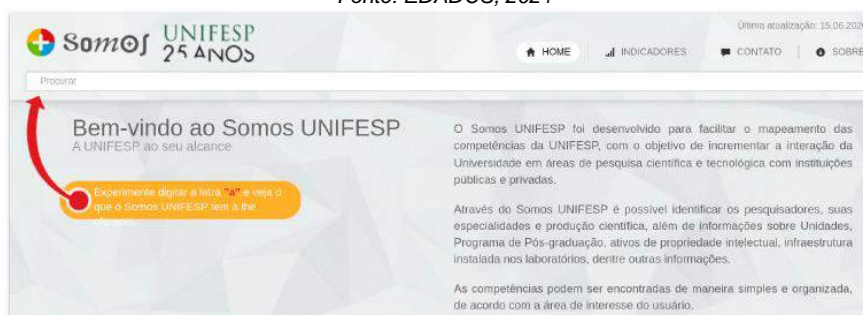 Fonte: EDADOS, 2024
Somos UNIFESP
25 ANOS
Última atualização: 15.06.2020
HOME
INDICADORES
CONTATO
SOBRE
Procurar
Bem-vindo ao Somos UNIFESP
A UNIFESP ao seu alcance
Experimente digitar a letra "a" e veja o
que o Somos UNIFESP tem a lhe
oferecer
O Somos UNIFESP foi desenvolvido para facilitar o mapeamento das
competências da UNIFESP, com o objetivo de incrementar a interação da
Universidade em áreas de pesquisa científica e tecnológica com instituições
públicas e privadas.
Através do Somos UNIFESP é possível identificar os pesquisadores, suas
especialidades e produção científica, além de informações sobre Unidades,
Programa de Pós-graduação, ativos de propriedade intelectual, infraestrutura
instalada nos laboratórios, dentre outras informações.
As competências podem ser encontradas de maneira simples e organizada,
de acordo com a área de interesse do usuário.